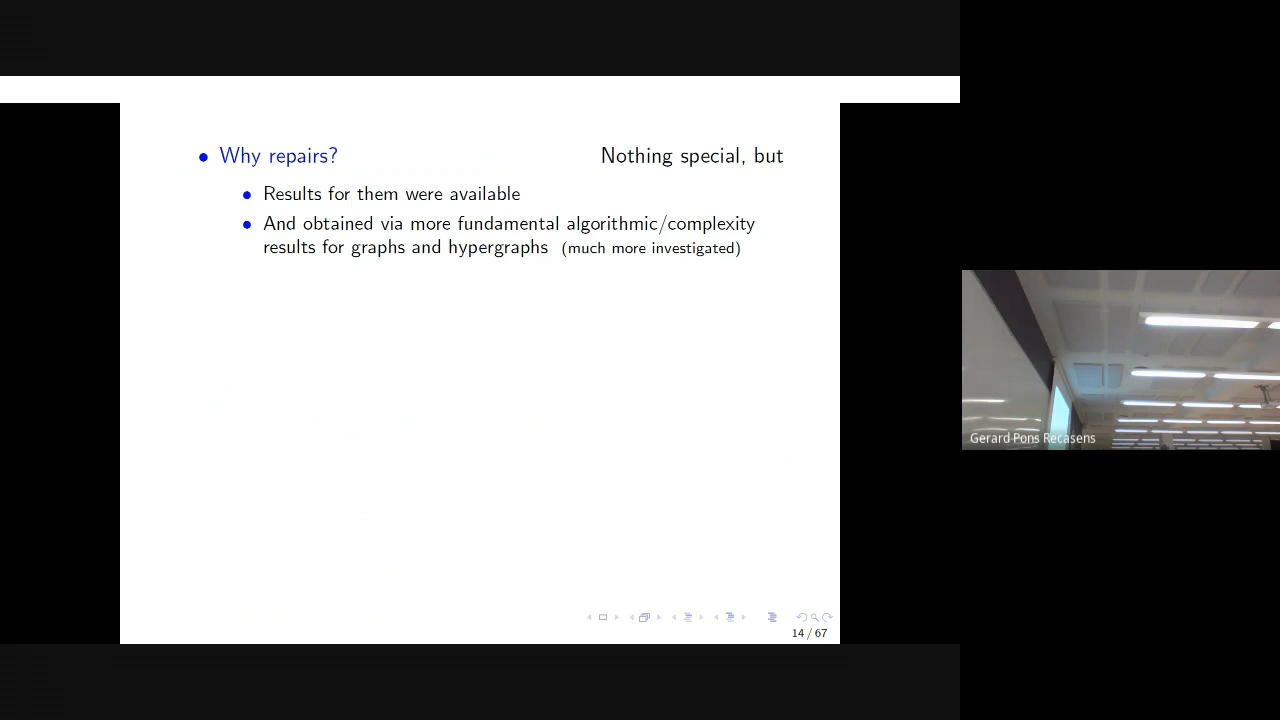 • Why repairs? Nothing special, but
• Results for them were available
• And obtained via more fundamental algorithmic/complexity
results for graphs and hypergraphs (much more investigated)
Gerard Pons Recasens
14 / 67